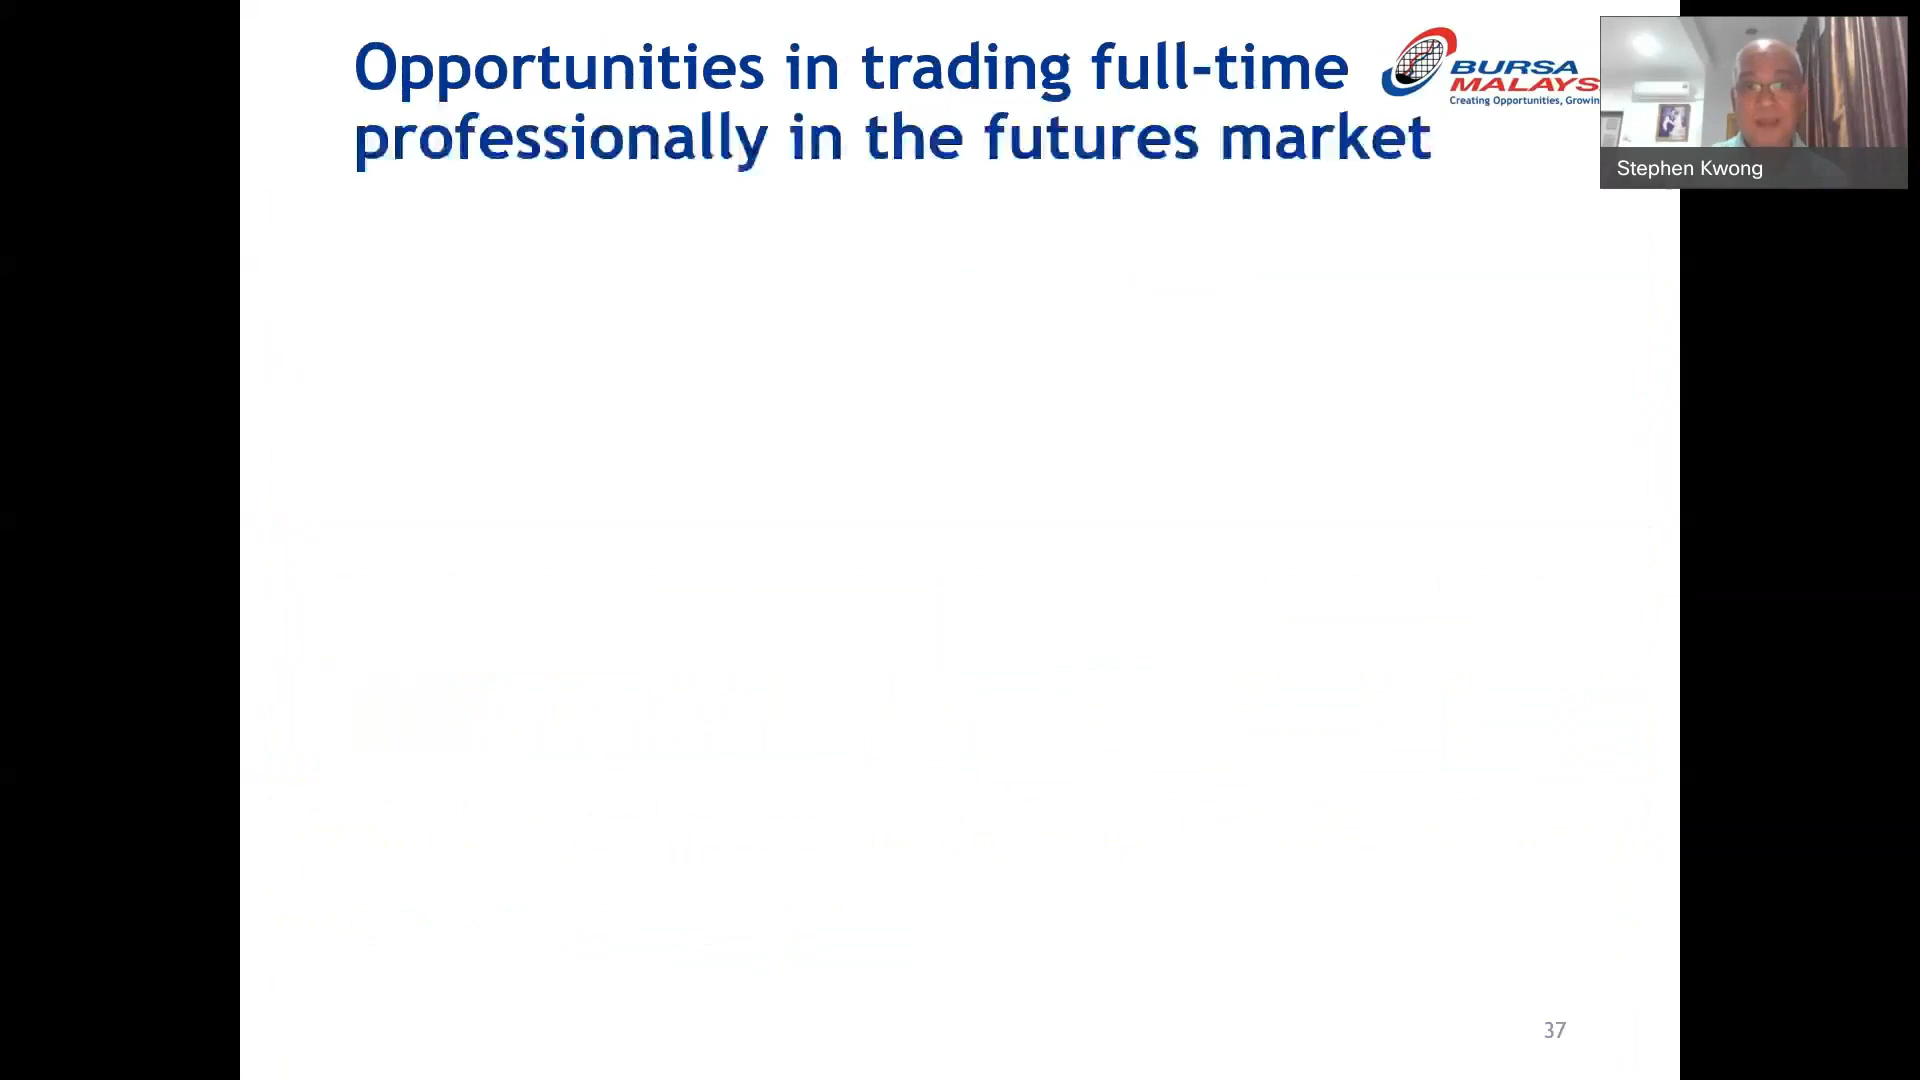 Opportunities in trading full-time
professionally in the futures market
BURSA
MALAYS
Creating Opportunities, Growin
Stephen Kwong
37